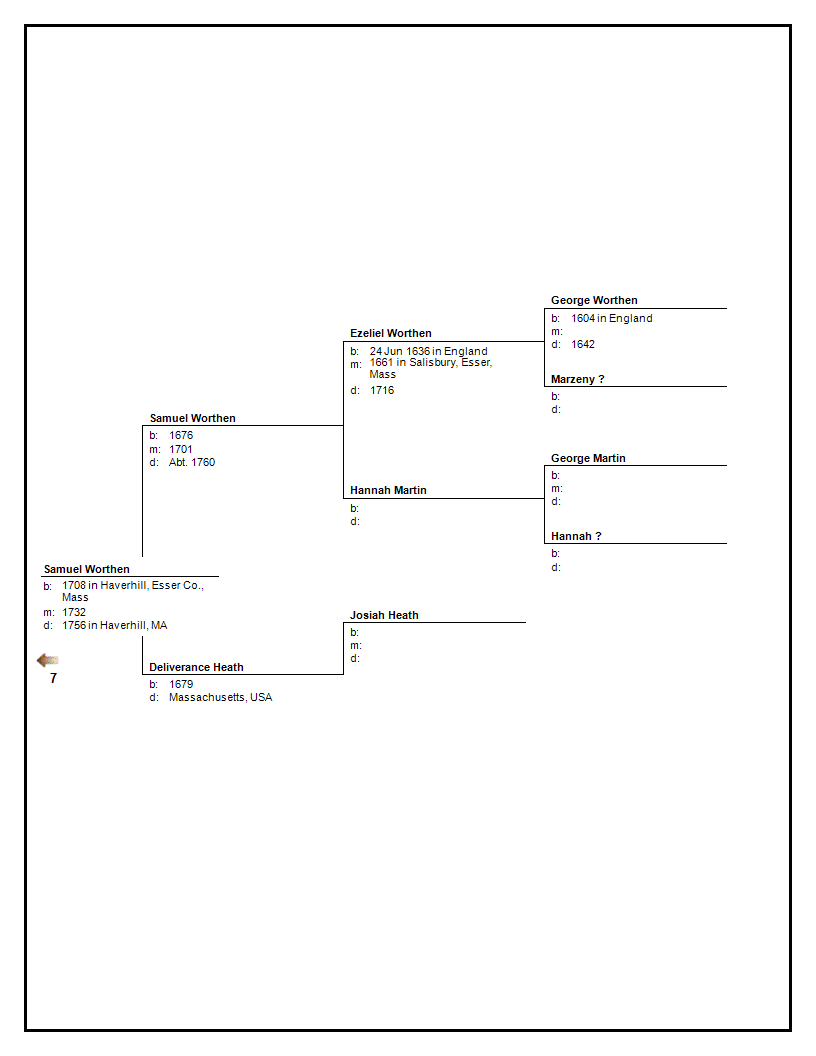 George Worthen
b: 1604 in England
m:
d: 1642
Ezeliel Worthen
b: 24 Jun 1636 in England
m: 1661 in Salisbury, Esser,
Mass
d: 1716
Marzeny ?
b:
d:
Samuel Worthen
b: 1676
m: 1701
d: Abt. 1760
George Martin
b:
m:
d:
Hannah Martin
b:
d:
Hannah ?
b:
d:
Samuel Worthen
b: 1708 in Haverhill, Esser Co.,
Mass
m: 1732
d: 1756 in Haverhill, MA
Josiah Heath
b:
m:
d:
Deliverance Heath
b: 1679
d: Massachusetts, USA
7